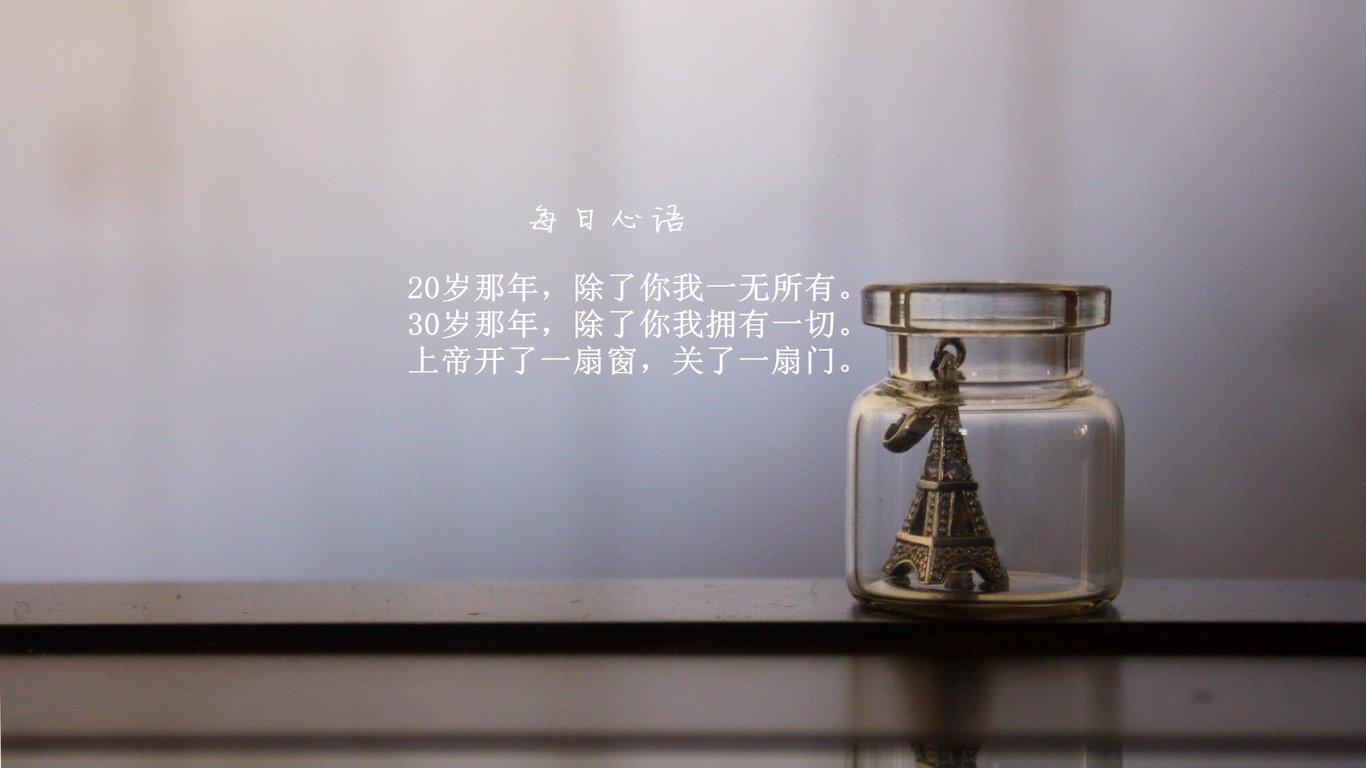 每日心语
20岁那年，除了你我一无所有。
30岁那年，除了你我拥有一切。
上帝开了一扇窗，关了一扇门。